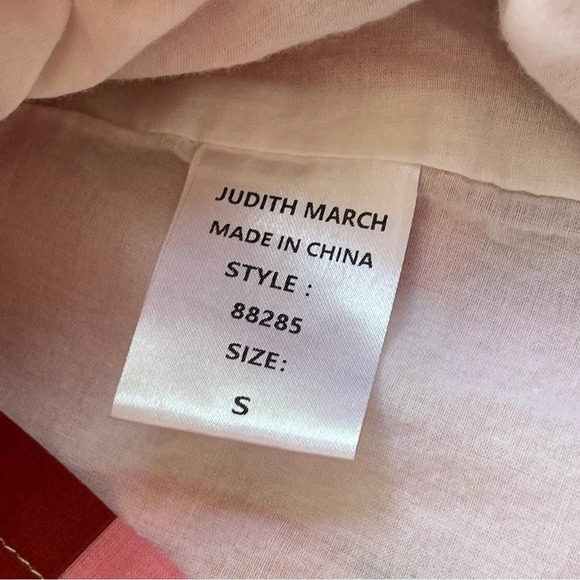 JUDITH MARCH
MADE IN CHINA
STYLE :
88285
SIZE:
S